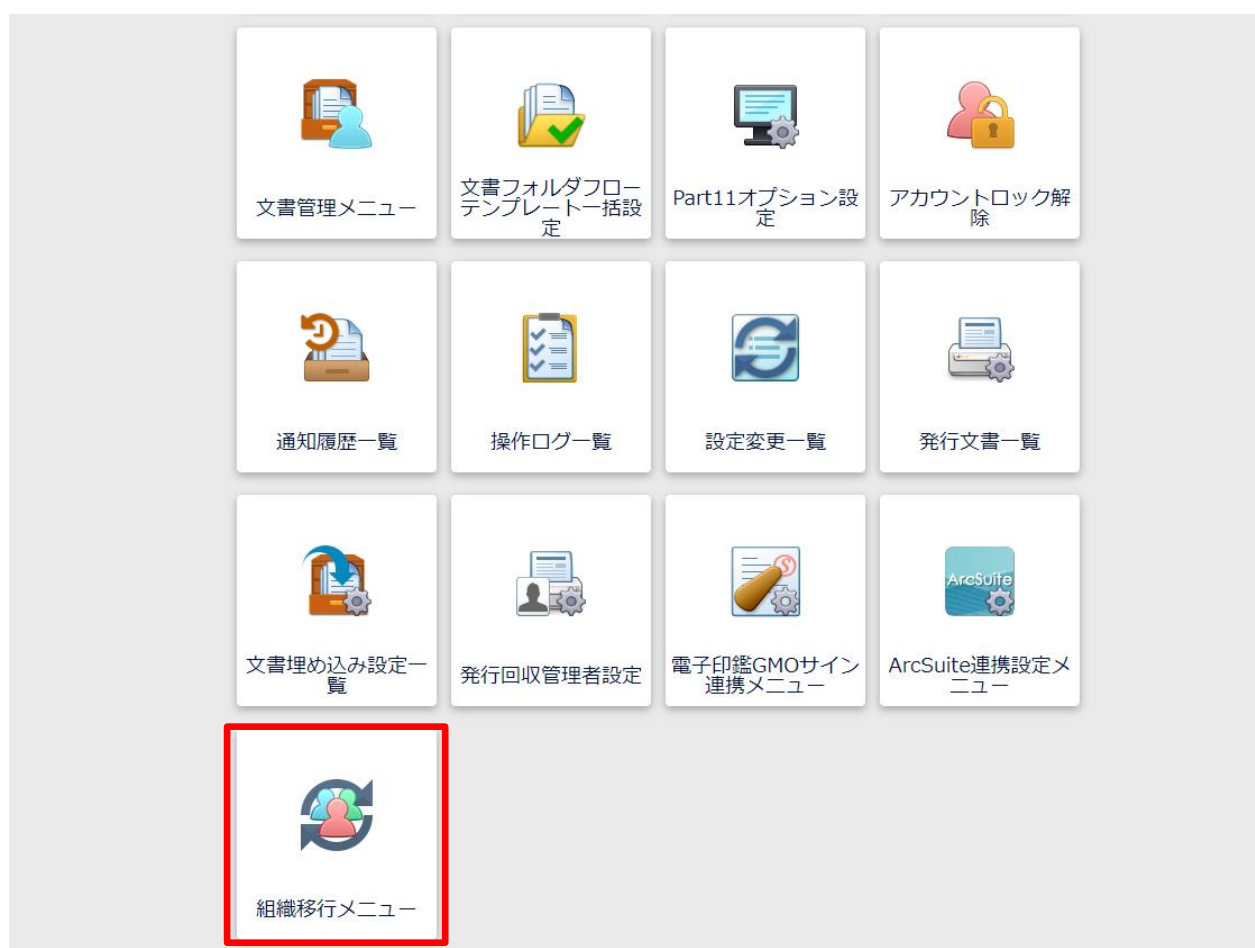 文書管理メニュー
文書フォルダフロー
テンプレート一括設
定
Part11オプション設
定
アカウントロック解
除
通知履歴一覧
操作ログ一覧
設定変更一覧
発行文書一覧
文書埋め込み設定一
覧
発行回収管理者設定
電子印鑑GMOサイン
連携メニュー
ArcSuite
ArcSuite連携設定メ
ニュー
組織移行メニュー